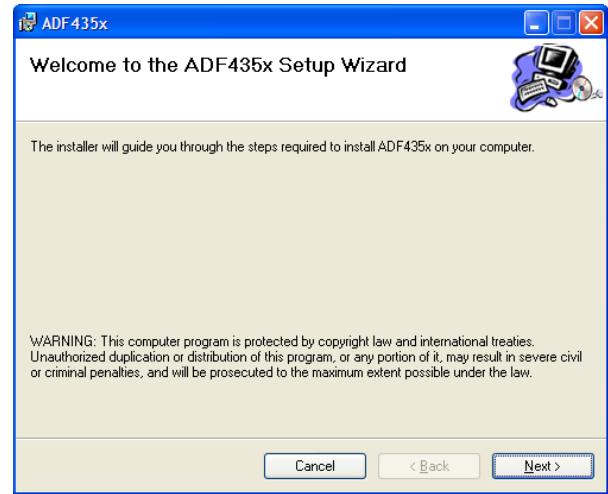 ADF435x
Welcome to the ADF435x Setup Wizard
The installer will guide you through the steps required to install ADF435x on your computer.
WARNING: This computer program is protected by copyright law and international treaties.
Unauthorized duplication or distribution of this program, or any portion of it, may result in severe civil
or criminal penalties, and will be prosecuted to the maximum extent possible under the law.
Cancel
< Back
Next >